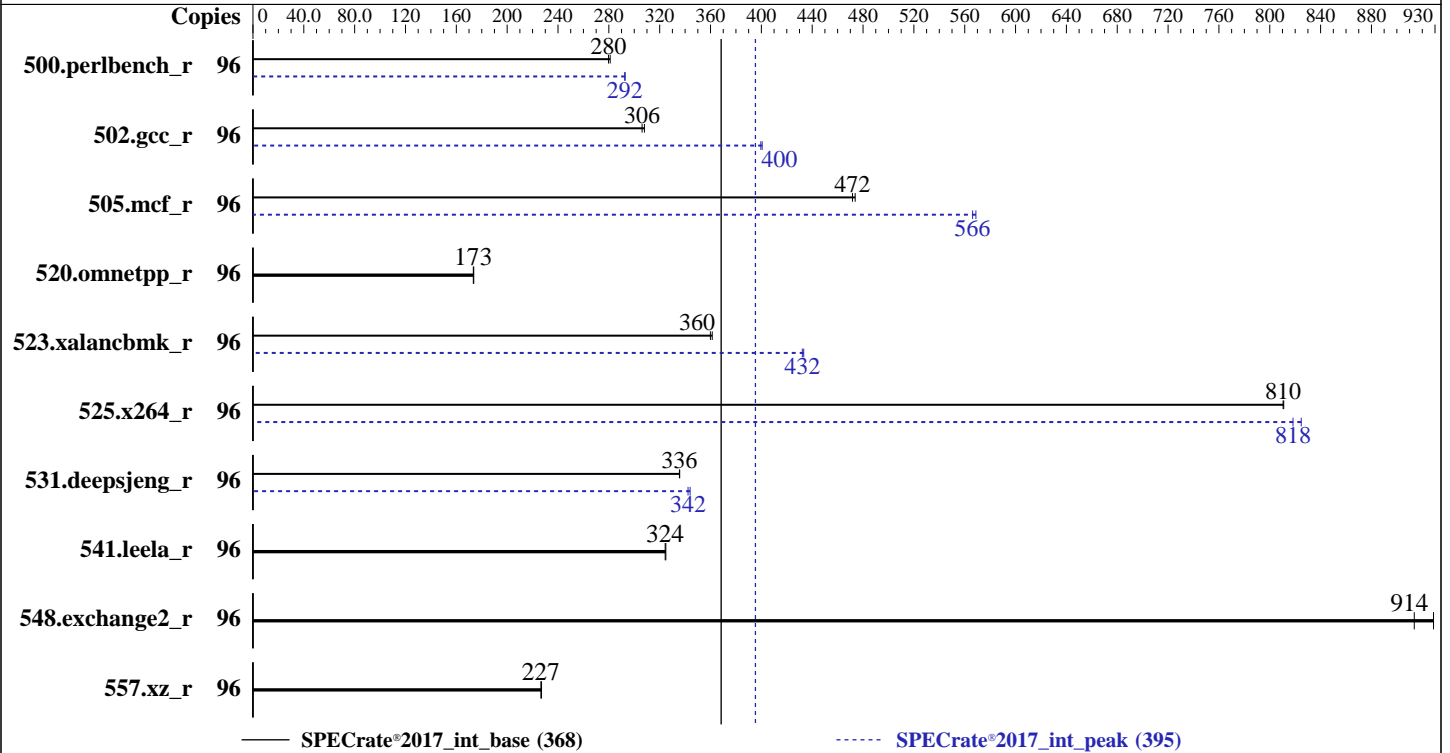 Copies 0 40.0 80.0 120 160 200 240 280 320 360 400 440 480 520 560 600 640 680 720 760 800 840 880 930
280
500.perlbench_r 96
292
306
502.gcc_r 96
400
472
505.mcf_r 96
566
173
520.omnetpp_r 96
360
523.xalancbmk_r 96
432
810
525.x264_r 96
818
336
531.deepsjeng_r 96
342
324
541.leela_r 96
914
548.exchange2_r 96
227
557.xz_r 96
SPECrate®2017_int_base (368) SPECrate®2017_int_peak (395)